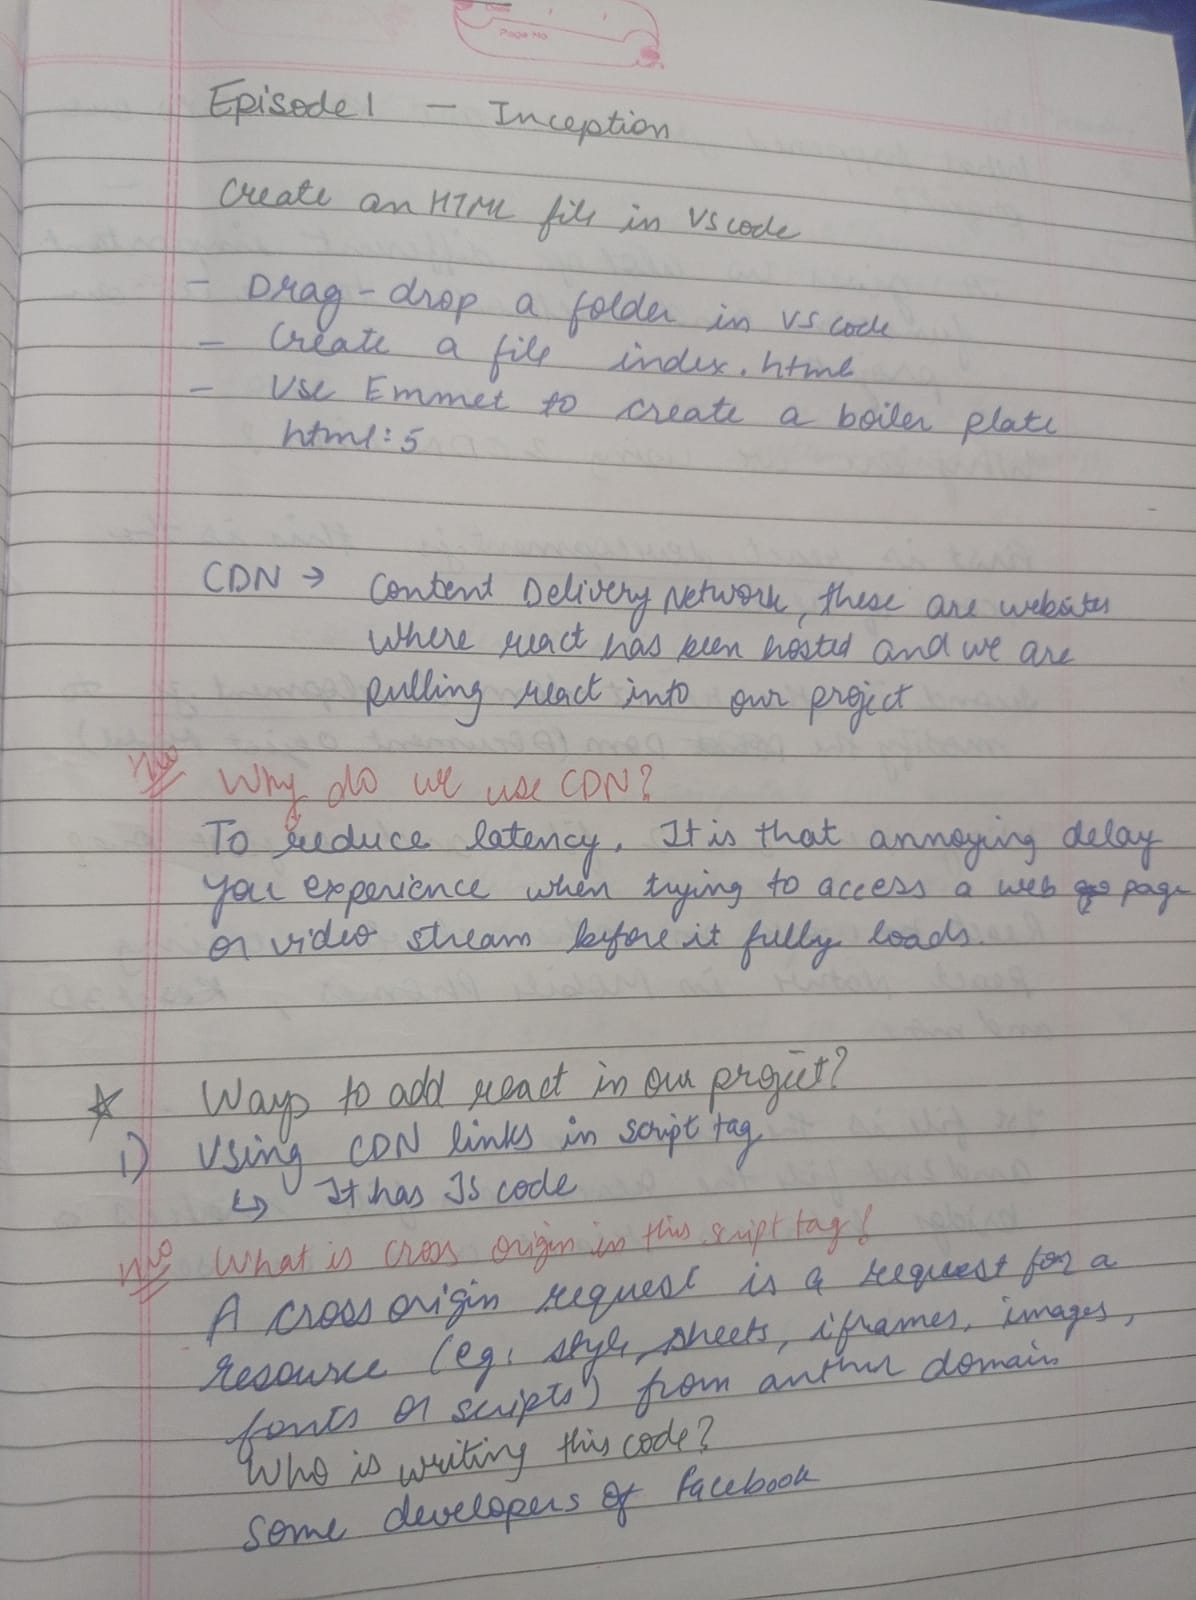 Page No
Episode 1 - Inception
Create an HTML file in VS code
- Drag-drop a folder in VS code
- Create a file index.html
- Use Emmet to create a boiler plate
html:5
CDN → Content Delivery Network, these are websites
where react has been hosted and we are
pulling react into our project
Why do we use CDN?
To reduce latency. It is that annoying delay
you experience when trying to access a web page
or video stream before it fully loads.
☆ Ways to add react in our project?
1) Using CDN links in script tag
↳ It has JS code
What is cross origin in this script tag?
A cross origin request is a request for a
resource (eg. style sheets, iframes, images,
fonts or scripts) from another domain
Who is writing this code?
Some developers of Facebook